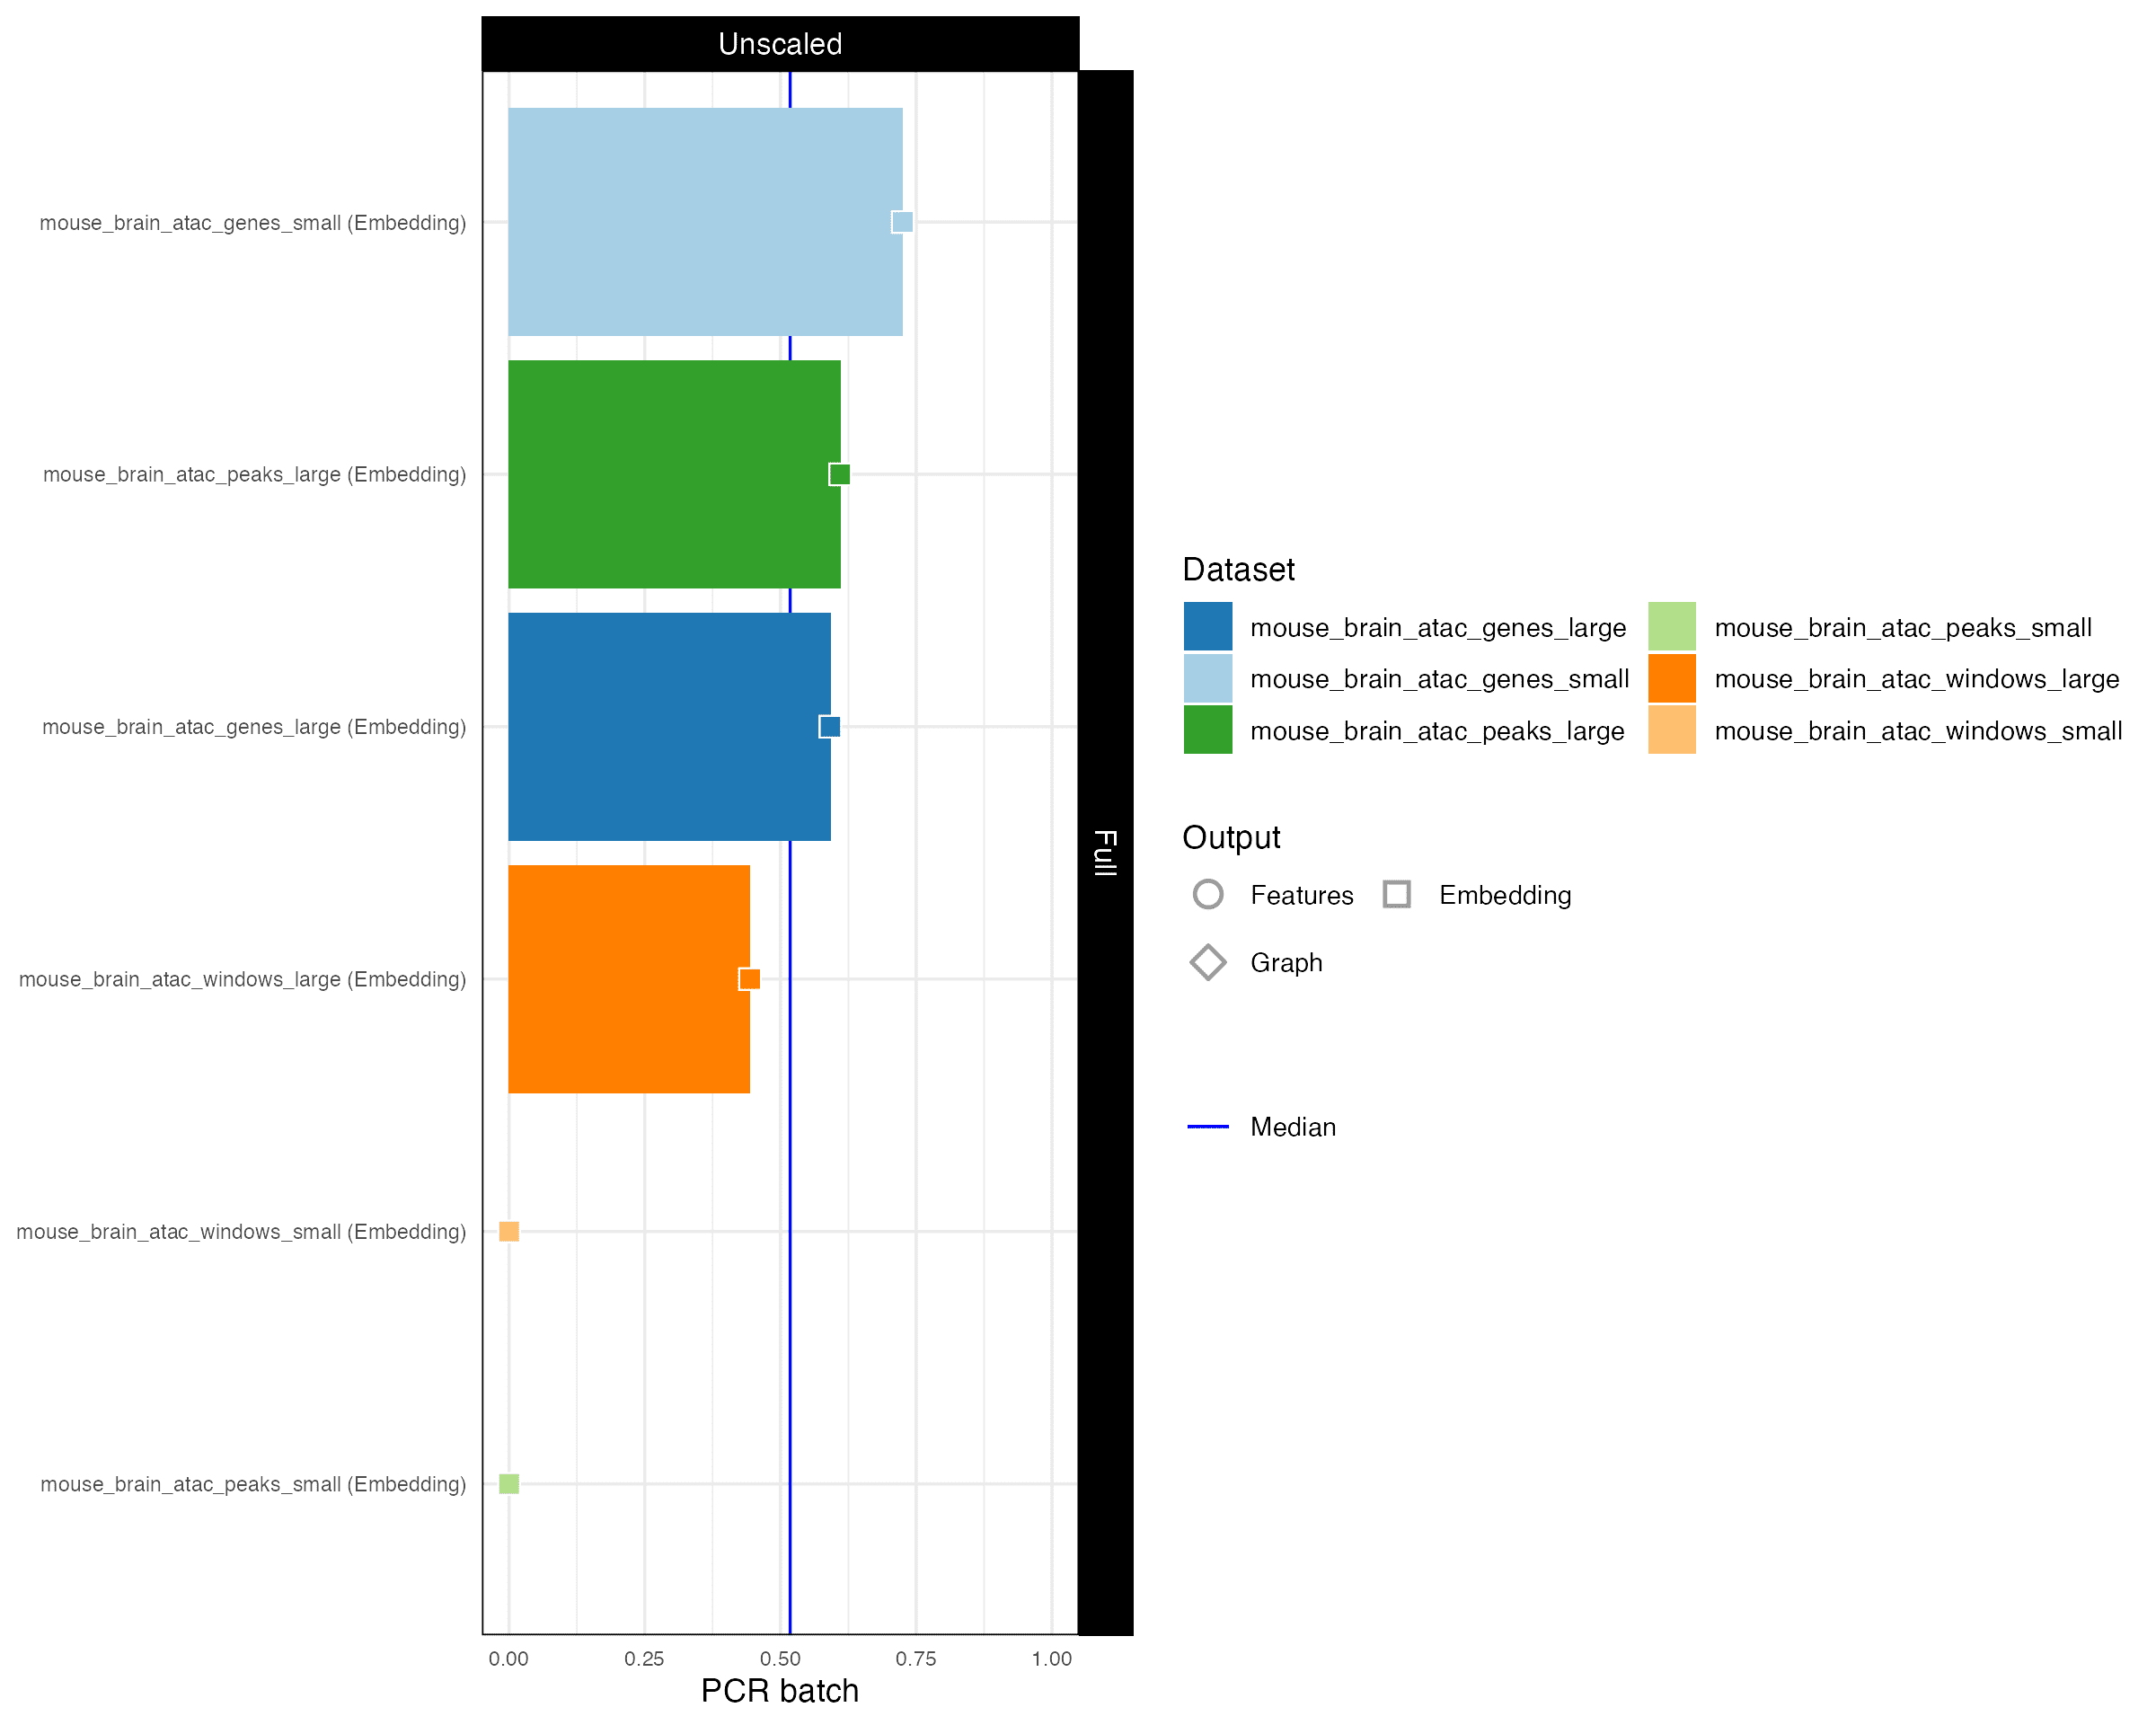 Unscaled
mouse_brain_atac_genes_small (Embedding)
mouse_brain_atac_peaks_large (Embedding)
mouse_brain_atac_genes_large (Embedding)
mouse_brain_atac_windows_large (Embedding)
mouse_brain_atac_windows_small (Embedding)
mouse_brain_atac_peaks_small (Embedding)
Full
0.00 0.25 0.50 0.75 1.00
PCR batch
Dataset
mouse_brain_atac_genes_large mouse_brain_atac_peaks_small
mouse_brain_atac_genes_small mouse_brain_atac_windows_large
mouse_brain_atac_peaks_large mouse_brain_atac_windows_small
Output
Features Embedding
Graph
Median